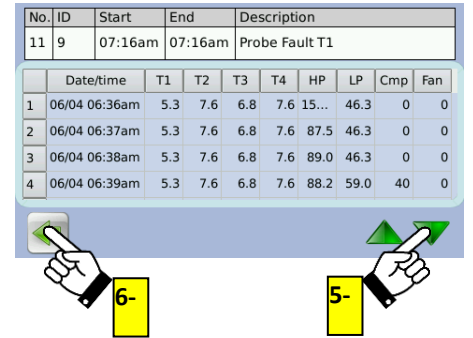 No. ID Start End Description
11 9 07:16am 07:16am Probe Fault T1
Date/time T1 T2 T3 T4 HP LP Cmp Fan
1 06/04 06:36am 5.3 7.6 6.8 7.6 15... 46.3 0 0
2 06/04 06:37am 5.3 7.6 6.8 7.6 87.5 46.3 0 0
3 06/04 06:38am 5.3 7.6 6.8 7.6 89.0 46.3 0 0
4 06/04 06:39am 5.3 7.6 6.8 7.6 88.2 59.0 40 0
6- 5-